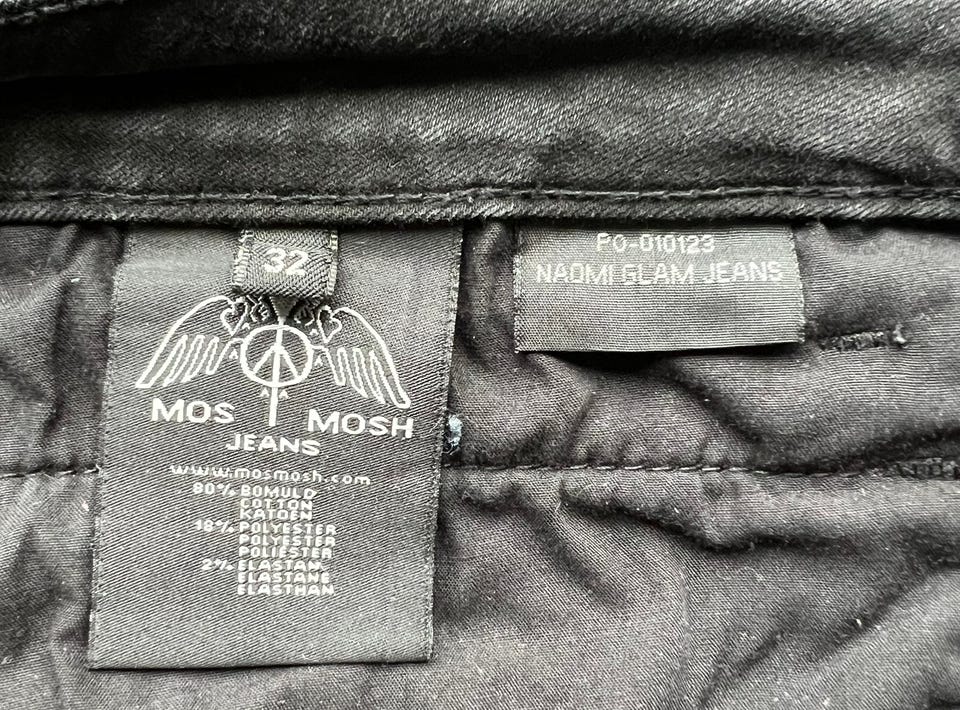 32
MOS MOSH
JEANS
www.mosmosh.com
80% BOMULD
COTTON
KATOEN
18% POLYESTER
POLYESTER
POLIESTER
2% ELASTAN
ELASTANE
ELASTHAN
PO-010123
NAOMI GLAM JEANS